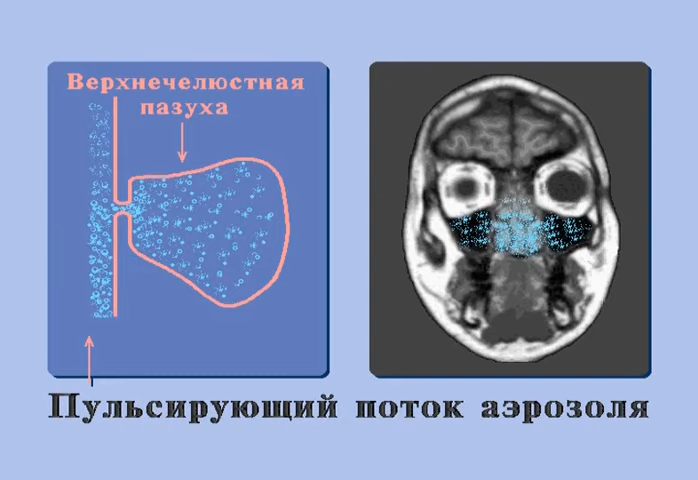 Верхнечелюстная
пазуха
Пульсирующий поток аэрозоля